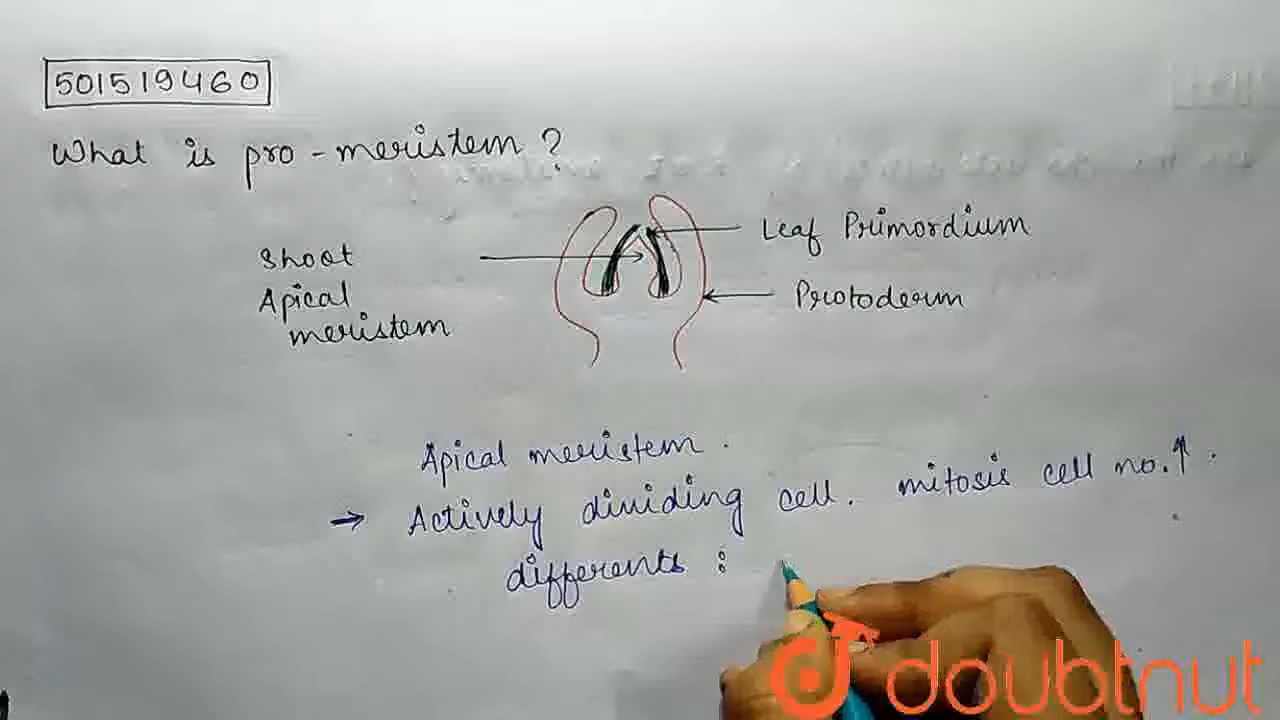 501519460
What is pro-meristem?
Shoot
Apical
meristem
Leaf Primordium
Protoderm
Apical meristem.
→ Actively dividing cell. mitosis cell no.↑.
differents :
doubtnut